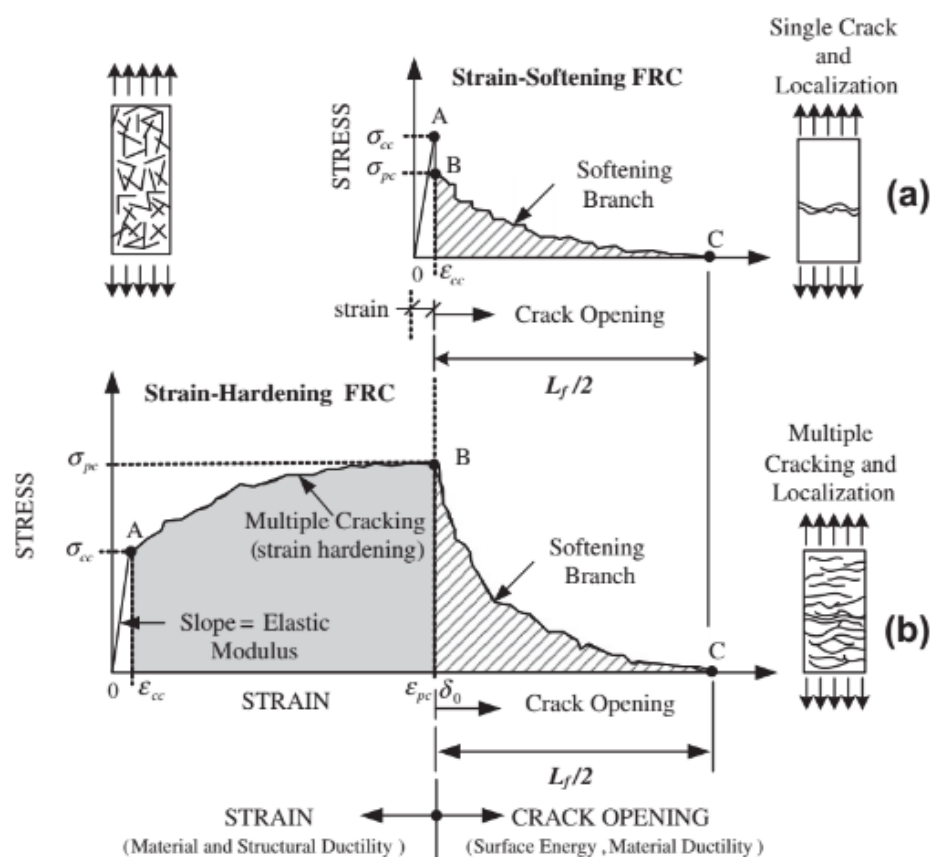 Single Crack
and
Localization
Strain-Softening FRC
STRESS
A
σcc
σpc
B
Softening
Branch
C
(a)
0
εcc
strain
Crack Opening
Lf/2
Strain-Hardening FRC
STRESS
σpc
B
Multiple
Cracking and
Localization
A
σcc
Multiple Cracking
(strain hardening)
Softening
Branch
Slope = Elastic
Modulus
C
(b)
0
εcc
STRAIN
εpc
δ0
Crack Opening
Lf/2
STRAIN
CRACK OPENING
(Material and Structural Ductility )
(Surface Energy , Material Ductility )